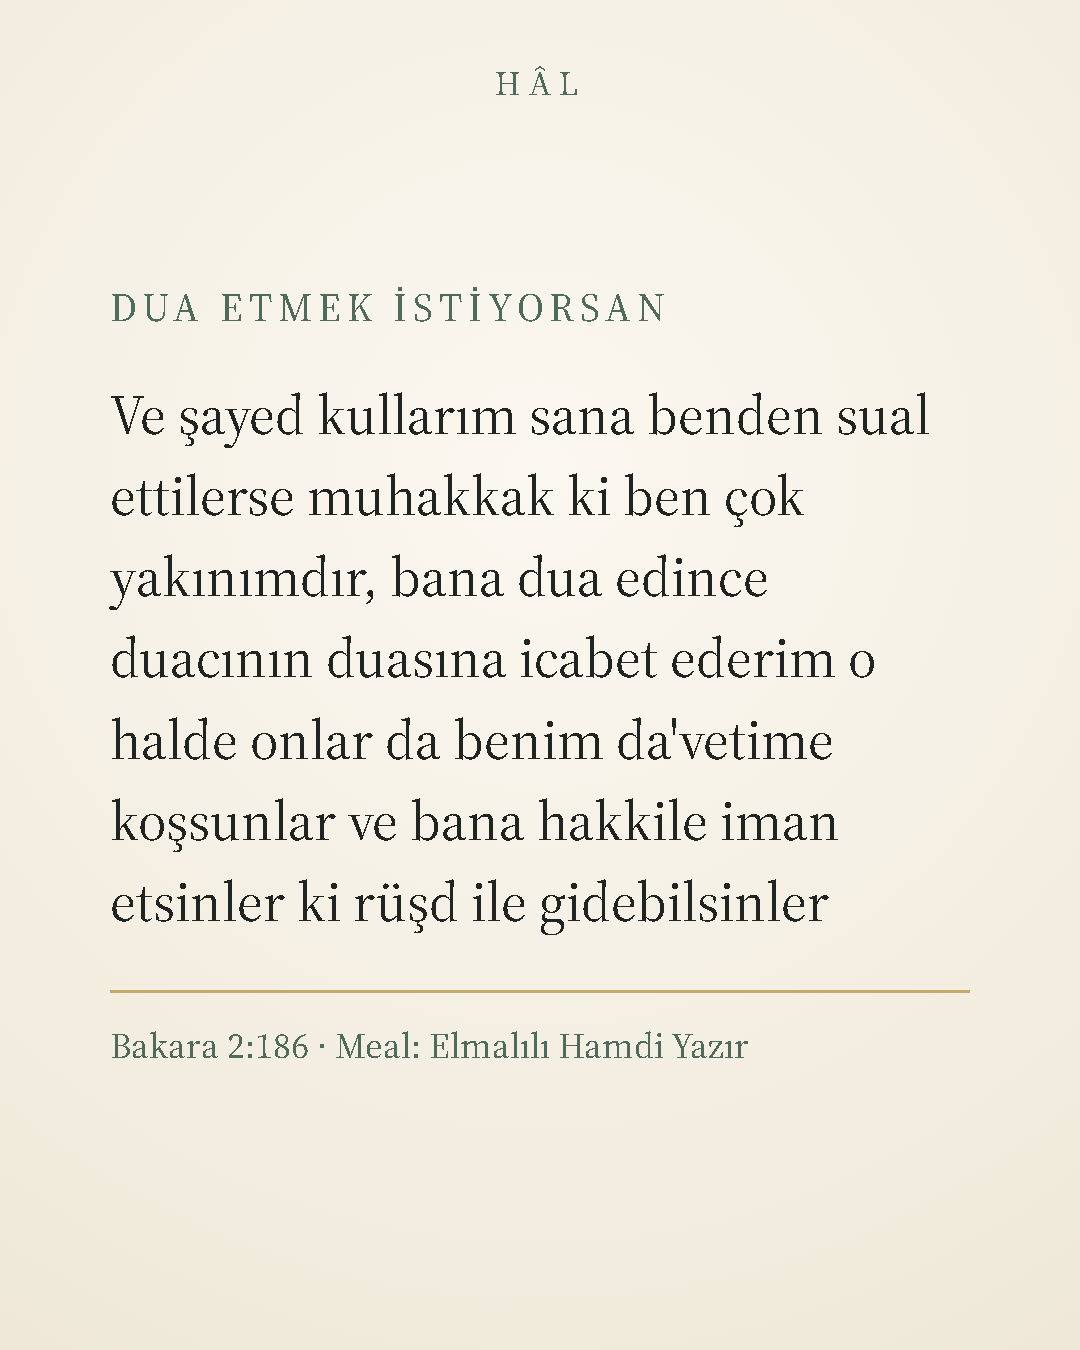 HÂL
DUA ETMEK İSTİYORSAN
Ve şayed kullarım sana benden sual
ettilerse muhakkak ki ben çok
yakınımdır, bana dua edince
duacının duasına icabet ederim o
halde onlar da benim da'vetime
koşsunlar ve bana hakkile iman
etsinler ki rüşd ile gidebilsinler
Bakara 2:186 · Meal: Elmalılı Hamdi Yazır